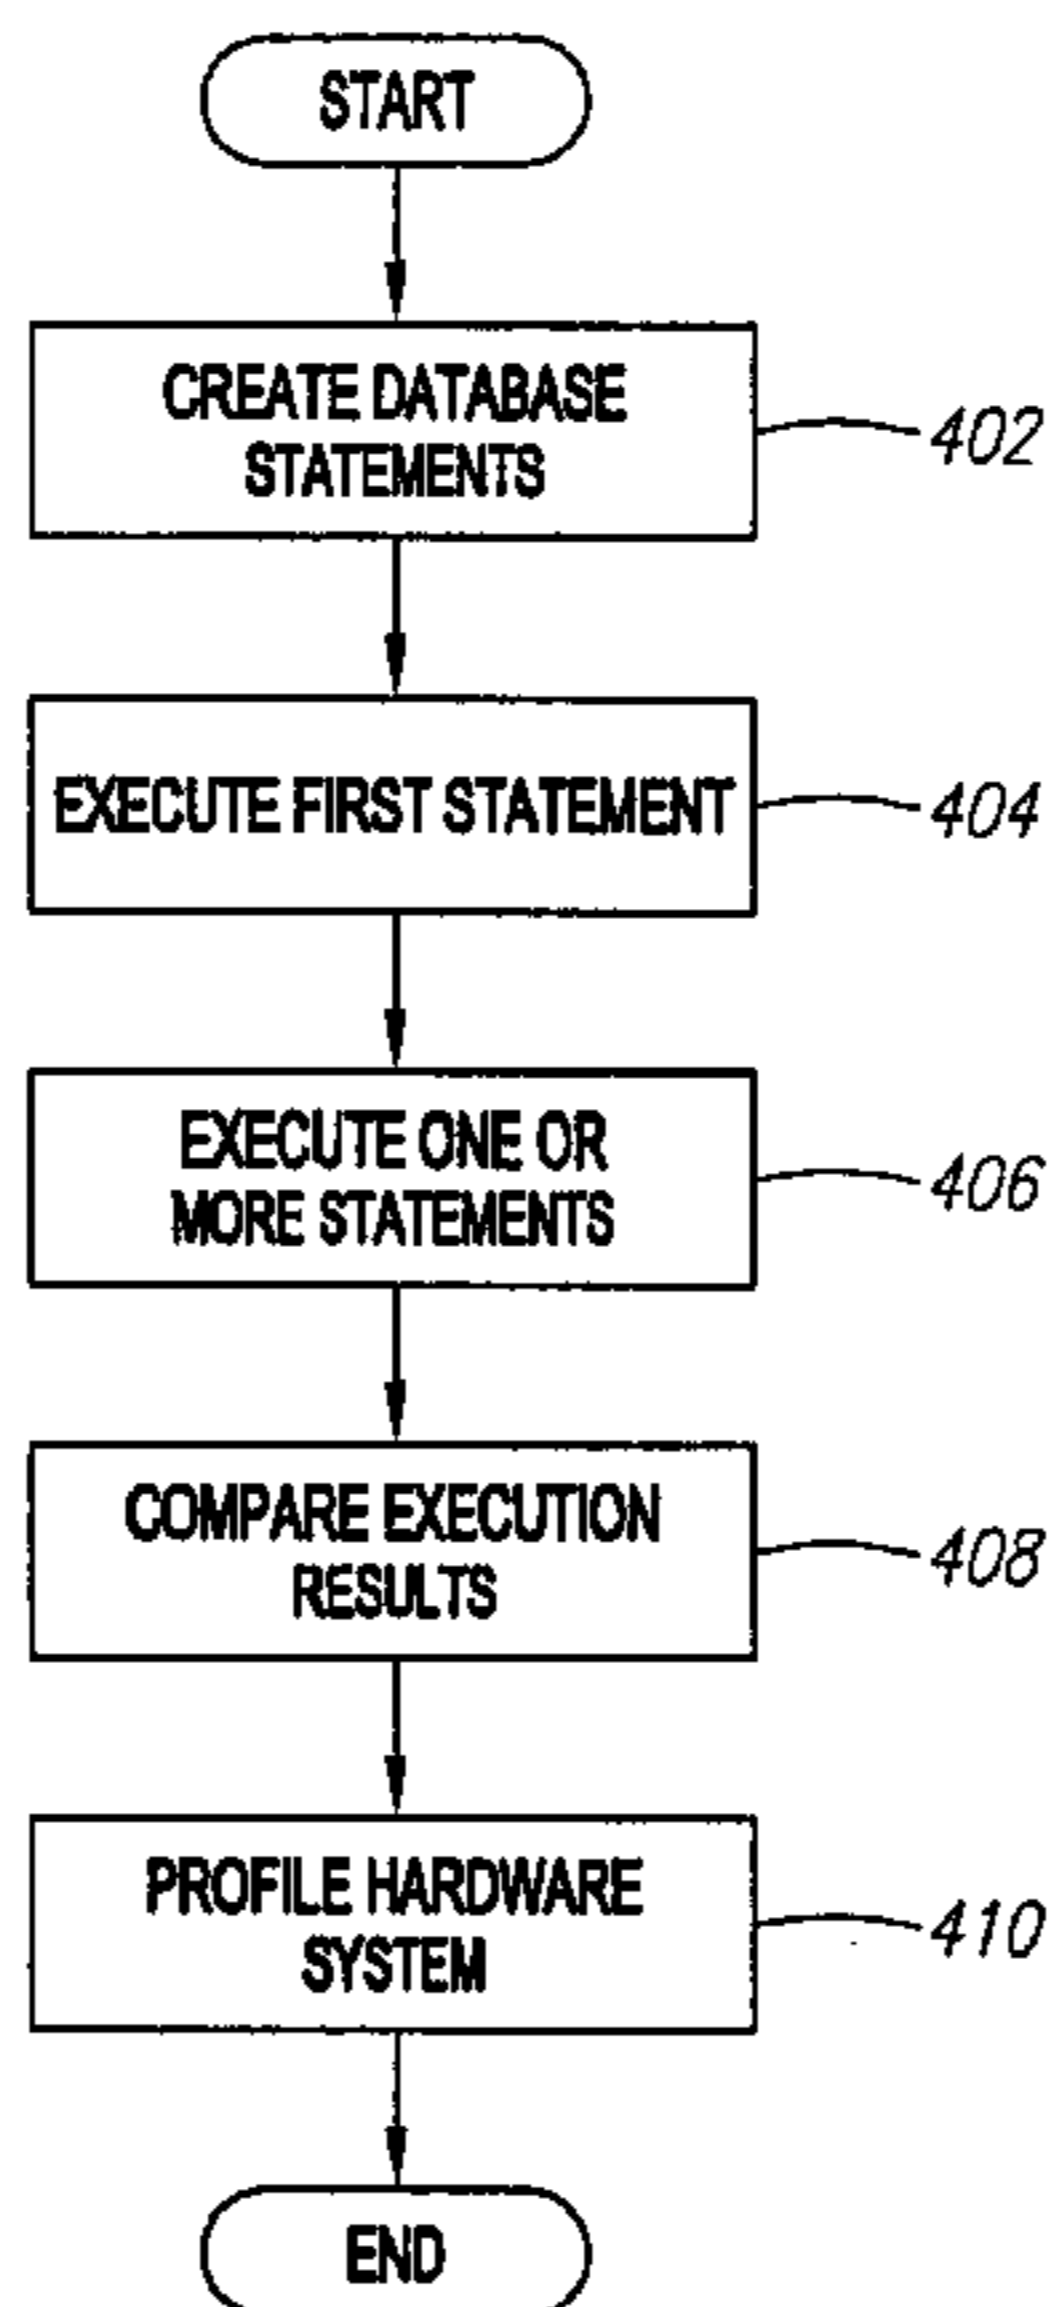 START
CREATE DATABASE
STATEMENTS
402
EXECUTE FIRST STATEMENT
404
EXECUTE ONE OR
MORE STATEMENTS
406
COMPARE EXECUTION
RESULTS
408
PROFILE HARDWARE
SYSTEM
410
END